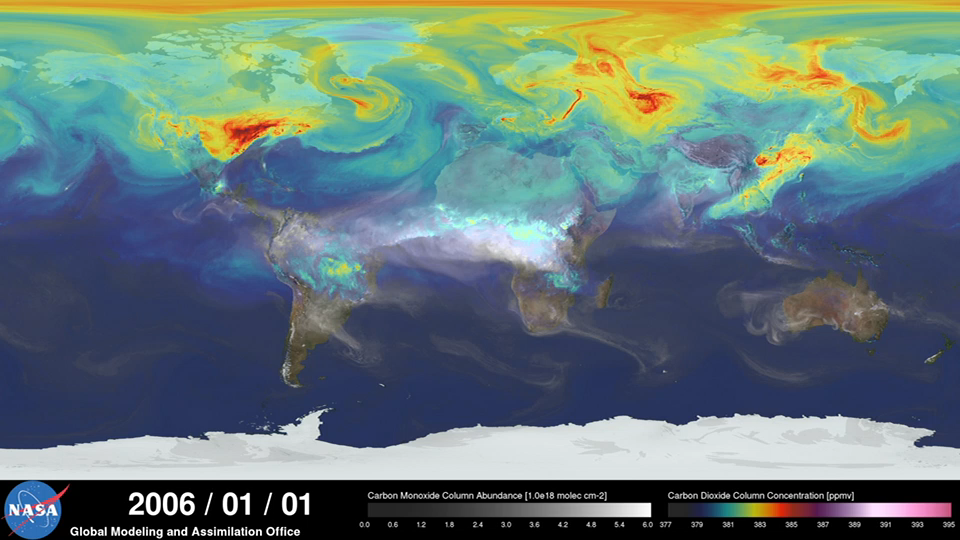 NASA
2006 / 01 / 01
Global Modeling and Assimilation Office
Carbon Monoxide Column Abundance [1.0e18 molec cm-2]
0.0 0.6 1.2 1.8 2.4 3.0 3.6 4.2 4.8 5.4 6.0
Carbon Dioxide Column Concentration [ppmv]
377 379 381 383 385 387 389 391 393 395